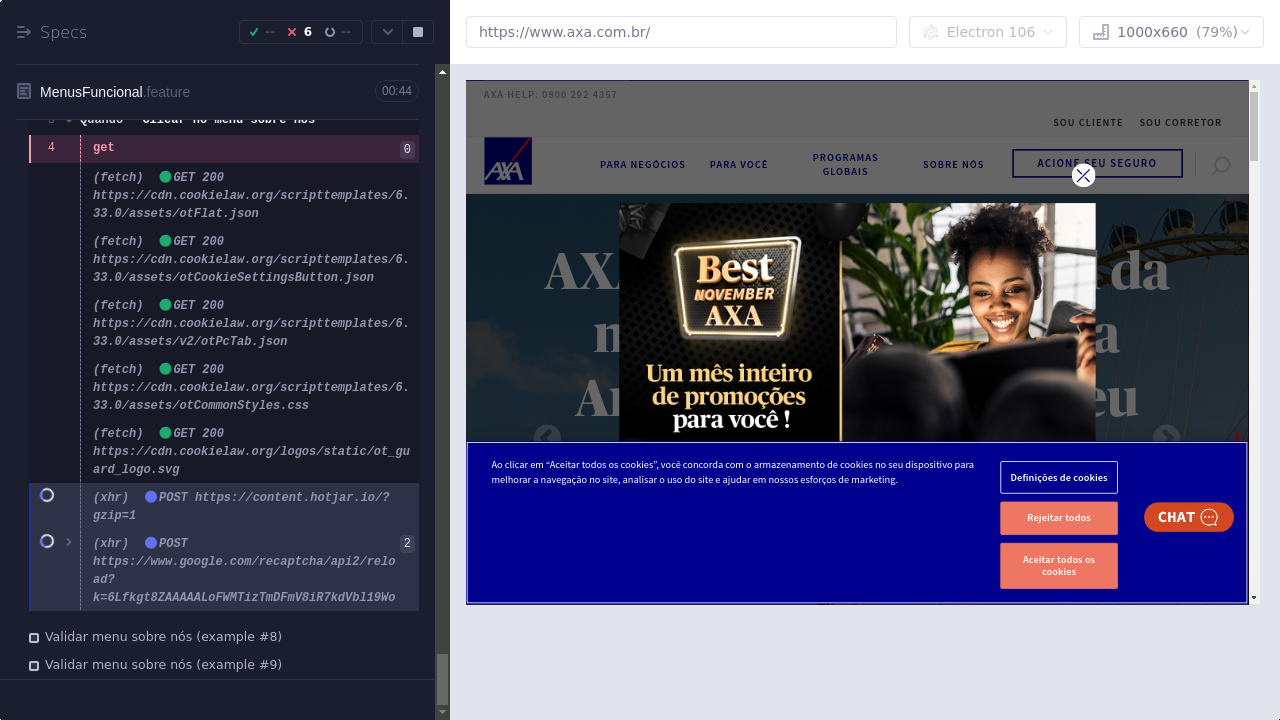 Specs
-- 6 --
https://www.axa.com.br/
Electron 106
1000x660 (79%)
MenusFuncional.feature
00:44
Quando Clicar no menu sobre nós
4 get 0
(fetch) GET 200
https://cdn.cookielaw.org/scripttemplates/6.
33.0/assets/otFlat.json
(fetch) GET 200
https://cdn.cookielaw.org/scripttemplates/6.
33.0/assets/otCookieSettingsButton.json
(fetch) GET 200
https://cdn.cookielaw.org/scripttemplates/6.
33.0/assets/v2/otPcTab.json
(fetch) GET 200
https://cdn.cookielaw.org/scripttemplates/6.
33.0/assets/otCommonStyles.css
(fetch) GET 200
https://cdn.cookielaw.org/logos/static/ot_gu
ard_logo.svg
(xhr) POST https://content.hotjar.io/?
gzip=1
(xhr) POST 2
https://www.google.com/recaptcha/api2/relo
ad?
k=6Lfkgt8ZAAAAALoFWMTizTmDFmV8iR7kdVbl19Wo
Validar menu sobre nós (example #8)
Validar menu sobre nós (example #9)
AXA HELP: 0800 292 4357
SOU CLIENTE SOU CORRETOR
AXA
PARA NEGÓCIOS
PARA VOCÊ
PROGRAMAS
GLOBAIS
SOBRE NÓS
ACIONE SEU SEGURO
AX da
Best
NOVEMBER
AXA
Um mês inteiro
de promoções
para você !
Ao clicar em “Aceitar todos os cookies”, você concorda com o armazenamento de cookies no seu dispositivo para
melhorar a navegação no site, analisar o uso do site e ajudar em nossos esforços de marketing.
Definições de cookies
Rejeitar todos
Aceitar todos os
cookies
CHAT